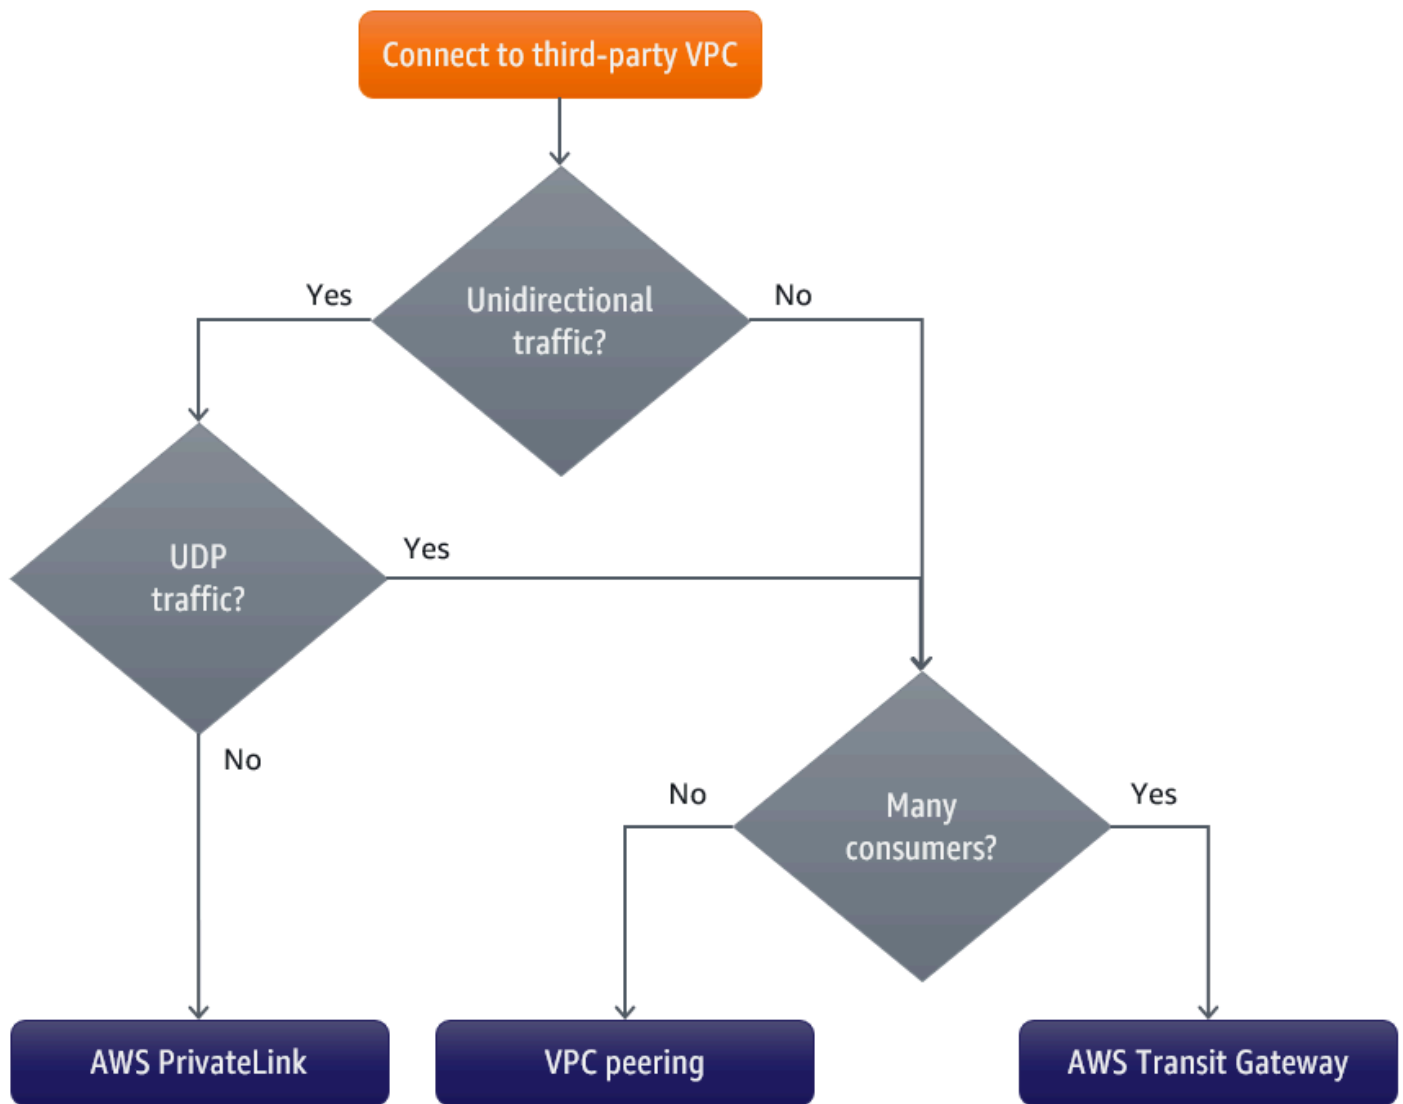 Connect to third-party VPC
Yes
Unidirectional
traffic?
No
UDP
traffic?
Yes
No
No
Many
consumers?
Yes
AWS PrivateLink
VPC peering
AWS Transit Gateway